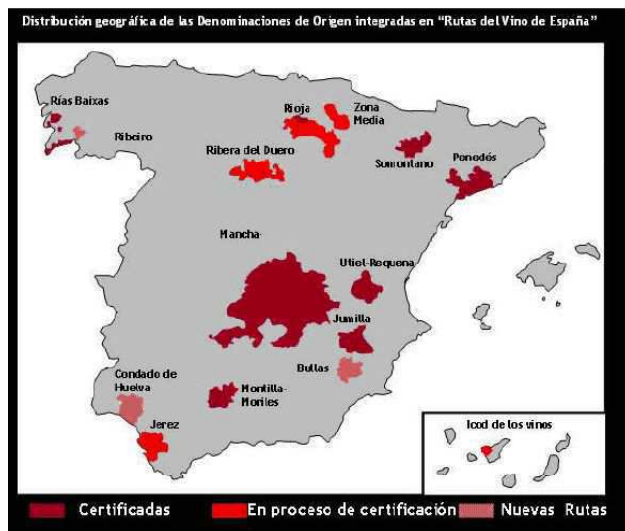 Distribución geográfica de las Denominaciones de Origen integradas en “Rutas del Vino de España”
Rías Baixas
Ribeiro
Rioja
Zona
Media
Ribera del Duero
Somontano
Ponodós
Mancha
Utiel-Requena
Jumilla
Bullas
Condado de
Huelva
Montilla-
Moriles
Jerez
Icod de los vinos
Certificadas
En proceso de certificación
Nuevas Rutas